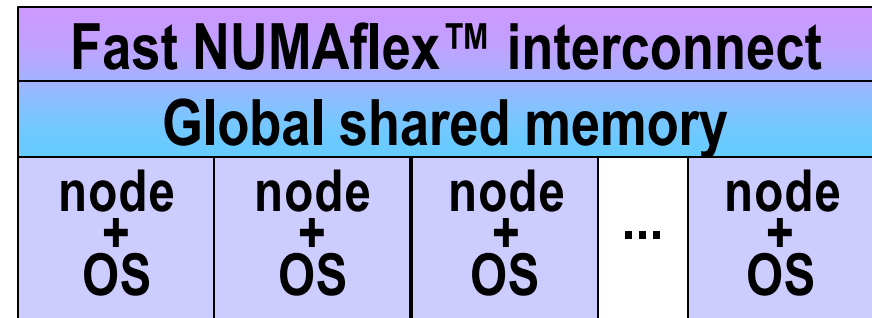 Fast NUMAflex™ interconnect
Global shared memory
node
+
OS
node
+
OS
node
+
OS
...
node
+
OS